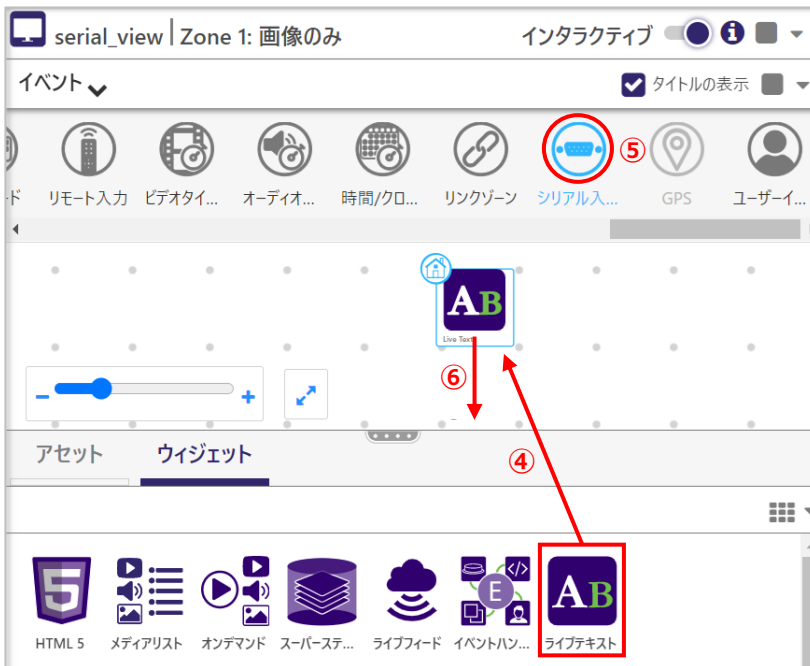 serial_view | Zone 1: 画像のみ インタラクティブ
イベント タイトルの表示
ド リモート入力 ビデオタイ... オーディオ... 時間/クロ... リンクゾーン シリアル入... ⑤ GPS ユーザーイ...
AB
Live Text
⑥
④
アセット ウィジェット
5 E AB
HTML 5 メディアリスト オンデマンド スーパーステ... ライブフィード イベントハン... ライブテキスト